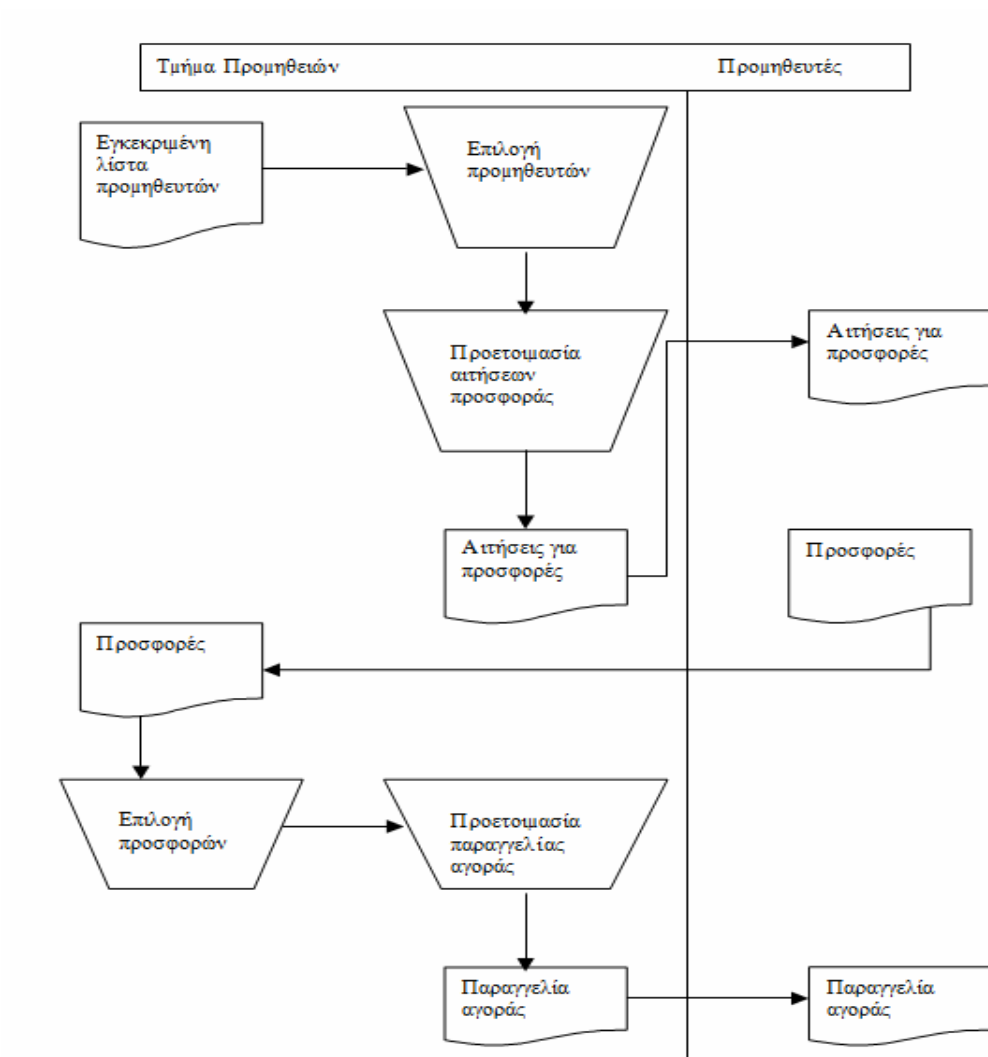 Τμήμα Προμηθειών
Προμηθευτές
Εγκεκριμένη
λίστα
προμηθευτών
Επιλογή
προμηθευτών
Προετοιμασία
αιτήσεων
προσφοράς
Αιτήσεις για
προσφορές
Αιτήσεις για
προσφορές
Προσφορές
Προσφορές
Επιλογή
προσφορών
Προετοιμασία
παραγγελίας
αγοράς
Παραγγελία
αγοράς
Παραγγελία
αγοράς